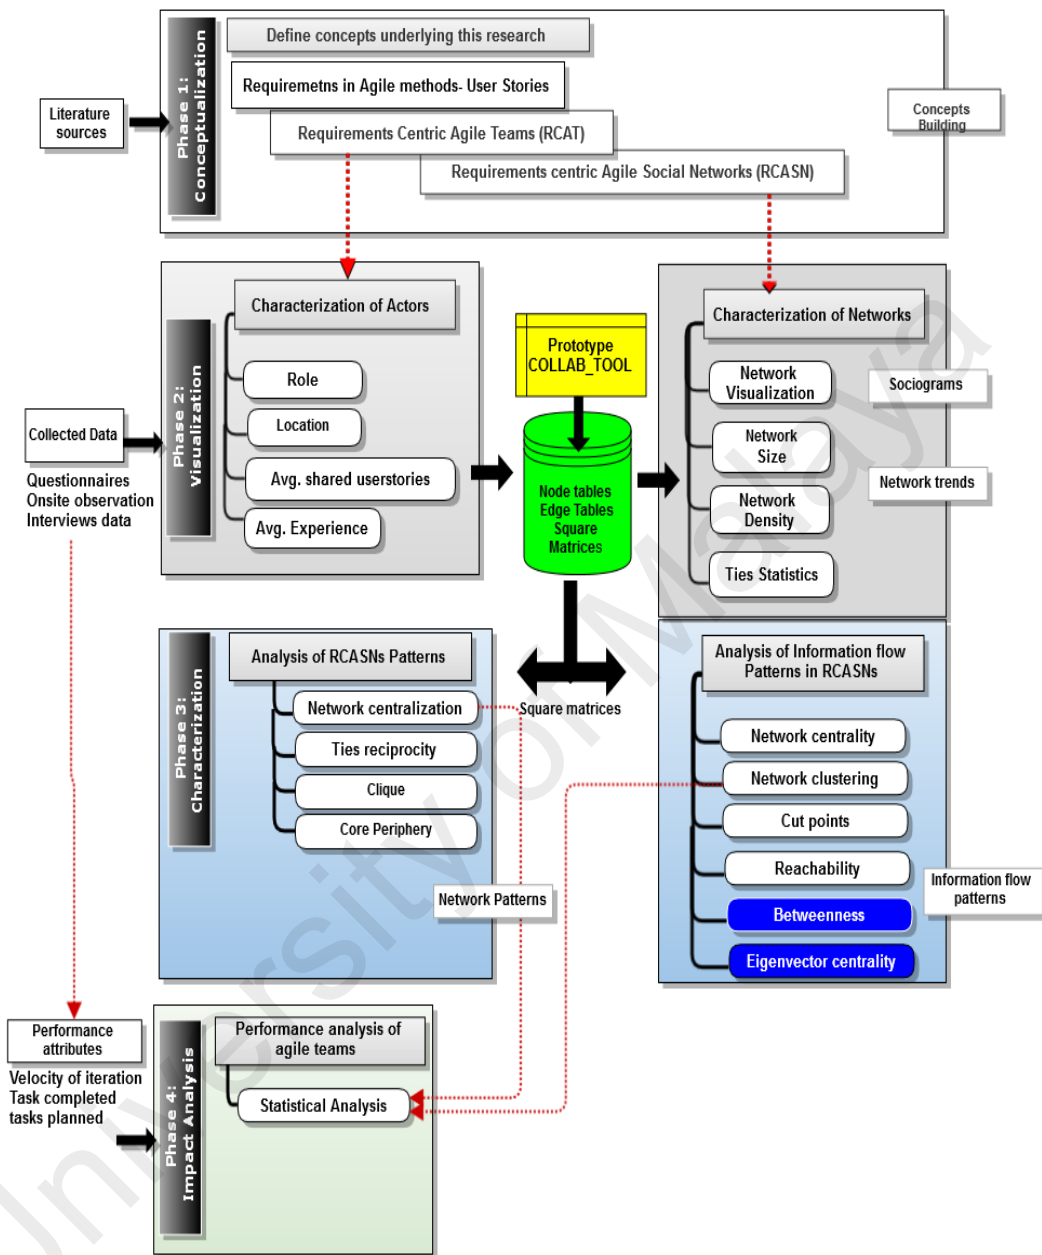 Phase 1:
Conceptualization
Define concepts underlying this research
Requiremetns in Agile methods- User Stories
Requirements Centric Agile Teams (RCAT)
Requirements centric Agile Social Networks (RCASN)
Literature
sources
Concepts
Building
Phase 2:
Visualization
Characterization of Actors
Role
Location
Avg. shared userstories
Avg. Experience
Collected Data
Questionnaires
Onsite observation
Interviews data
Prototype
COLLAB_TOOL
Node tables
Edge Tables
Square
Matrices
Characterization of Networks
Network
Visualization
Network
Size
Network
Density
Ties Statistics
Sociograms
Network trends
Phase 3:
Characterization
Analysis of RCASNs Patterns
Network centralization
Ties reciprocity
Clique
Core Periphery
Square matrices
Network Patterns
Analysis of Information flow
Patterns in RCASNs
Network centrality
Network clustering
Cut points
Reachability
Betweenness
Eigenvector centrality
Information flow
patterns
Performance
attributes
Velocity of iteration
Task completed
tasks planned
Phase 4:
Impact Analysis
Performance analysis of
agile teams
Statistical Analysis
University of Malaya